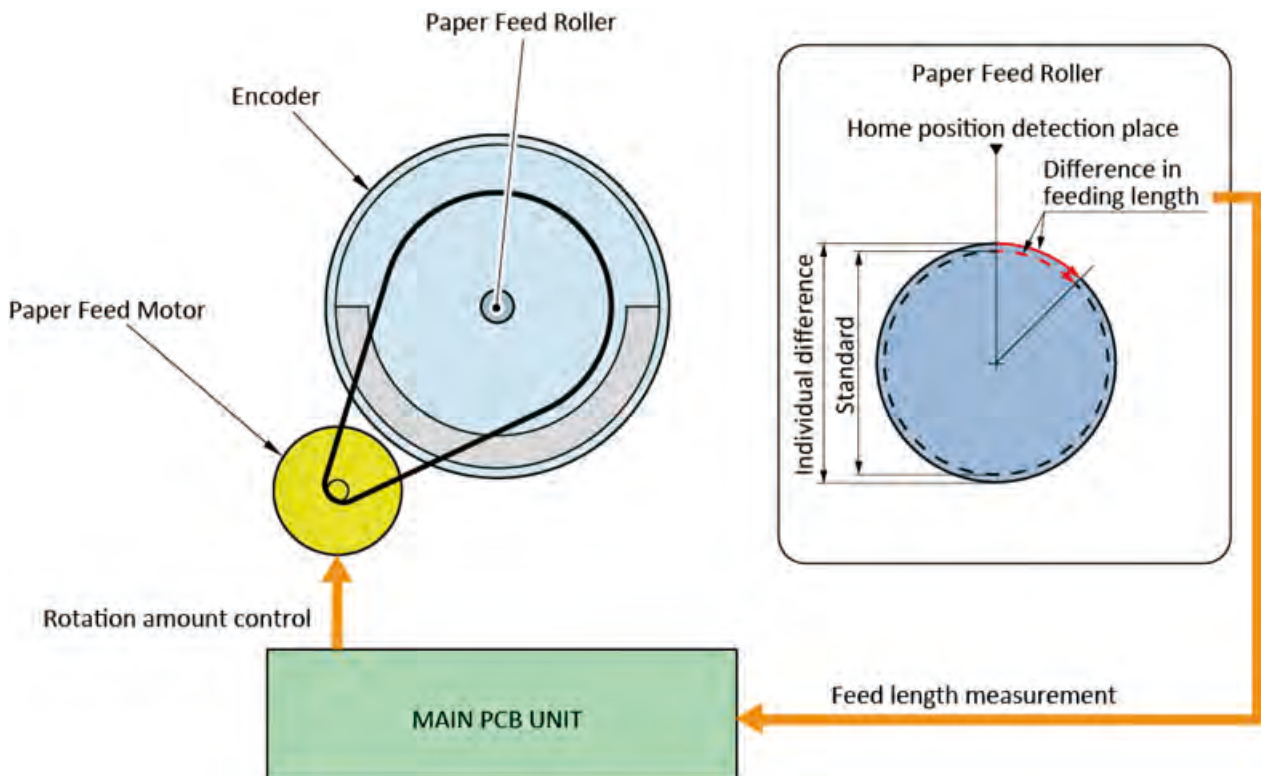 Paper Feed Roller
Encoder
Paper Feed Motor
Rotation amount control
MAIN PCB UNIT
Paper Feed Roller
Home position detection place
Difference in
feeding length
Individual difference
Standard
Feed length measurement